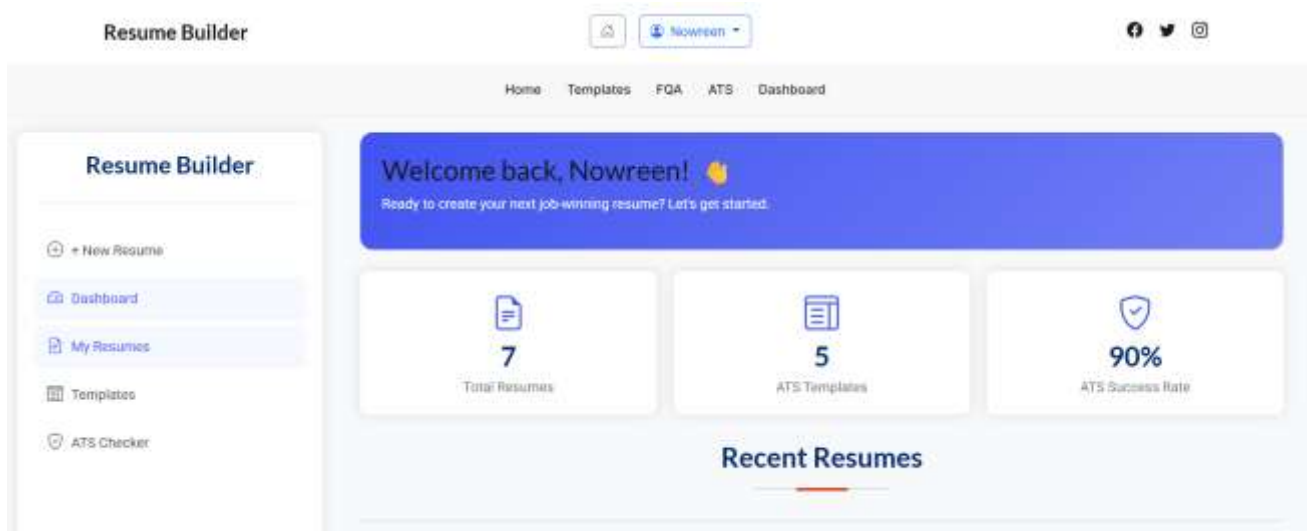 Resume Builder
Nowreen
Home Templates FQA ATS Dashboard
Resume Builder
+ New Resume
Dashboard
My Resumes
Templates
ATS Checker
Welcome back, Nowreen! 👋
Ready to create your next job-winning resume? Let's get started.
7
Total Resumes
5
ATS Templates
90%
ATS Success Rate
Recent Resumes